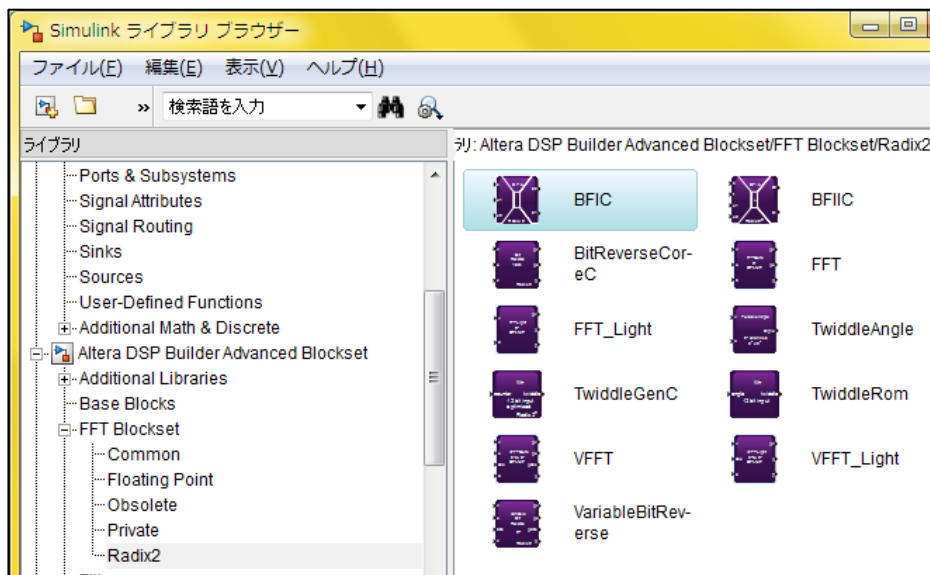 Simulink ライブラリ ブラウザー
ファイル(F) 編集(E) 表示(V) ヘルプ(H)
» 検索語を入力
ライブラリ
リ: Altera DSP Builder Advanced Blockset/FFT Blockset/Radix2
Ports & Subsystems
Signal Attributes
Signal Routing
Sinks
Sources
User-Defined Functions
Additional Math & Discrete
Altera DSP Builder Advanced Blockset
Additional Libraries
Base Blocks
FFT Blockset
Common
Floating Point
Obsolete
Private
Radix2
BFIC
BFIIC
BitReverseCor-
eC
FFT
FFT_Light
TwiddleAngle
TwiddleGenC
TwiddleRom
VFFT
VFFT_Light
VariableBitRev-
erse